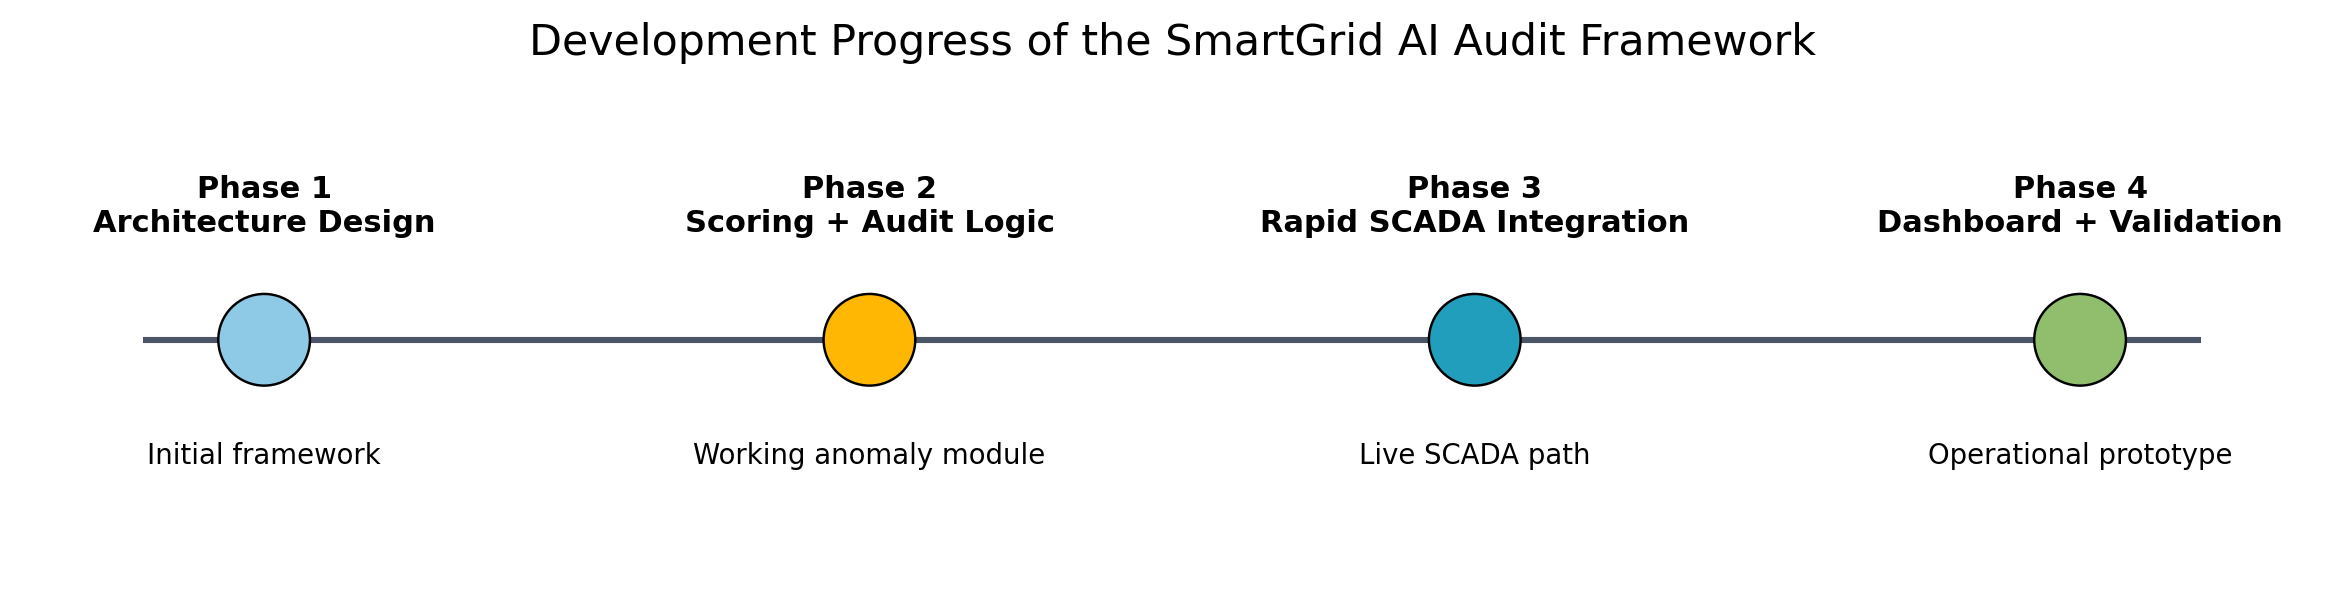 Development Progress of the SmartGrid AI Audit Framework
Phase 1
Architecture Design
Phase 2
Scoring + Audit Logic
Phase 3
Rapid SCADA Integration
Phase 4
Dashboard + Validation
Initial framework
Working anomaly module
Live SCADA path
Operational prototype